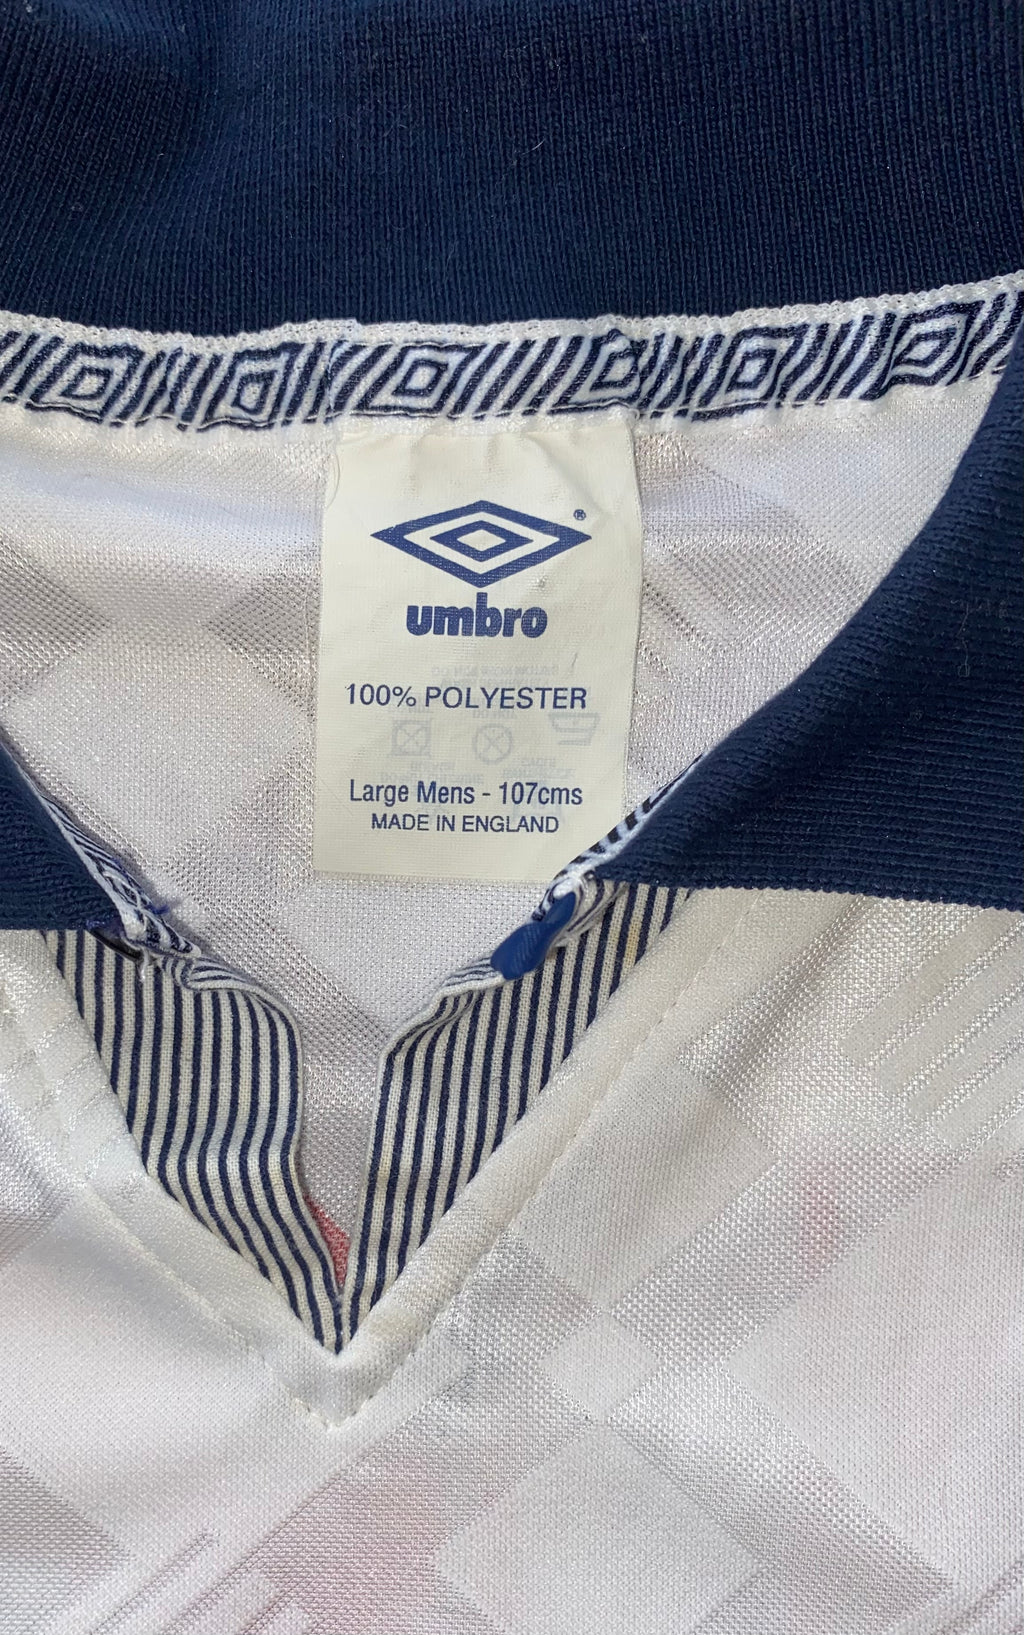 ®
umbro
100% POLYESTER
Large Mens - 107cms
MADE IN ENGLAND